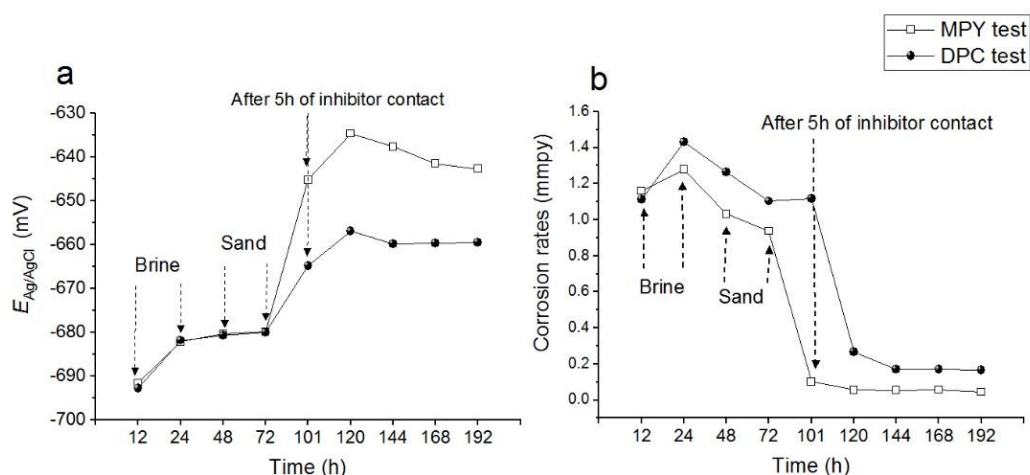 MPY test
DPC test
a
After 5h of inhibitor contact
-630
-640
-650
-660
-670
-680
-690
-700
E Ag/AgCl (mV)
Brine
Sand
12 24 48 72 101 120 144 168 192
Time (h)
b
After 5h of inhibitor contact
1.6
1.4
1.2
1.0
0.8
0.6
0.4
0.2
0.0
Corrosion rates (mmpy)
Brine
Sand
12 24 48 72 101 120 144 168 192
Time (h)